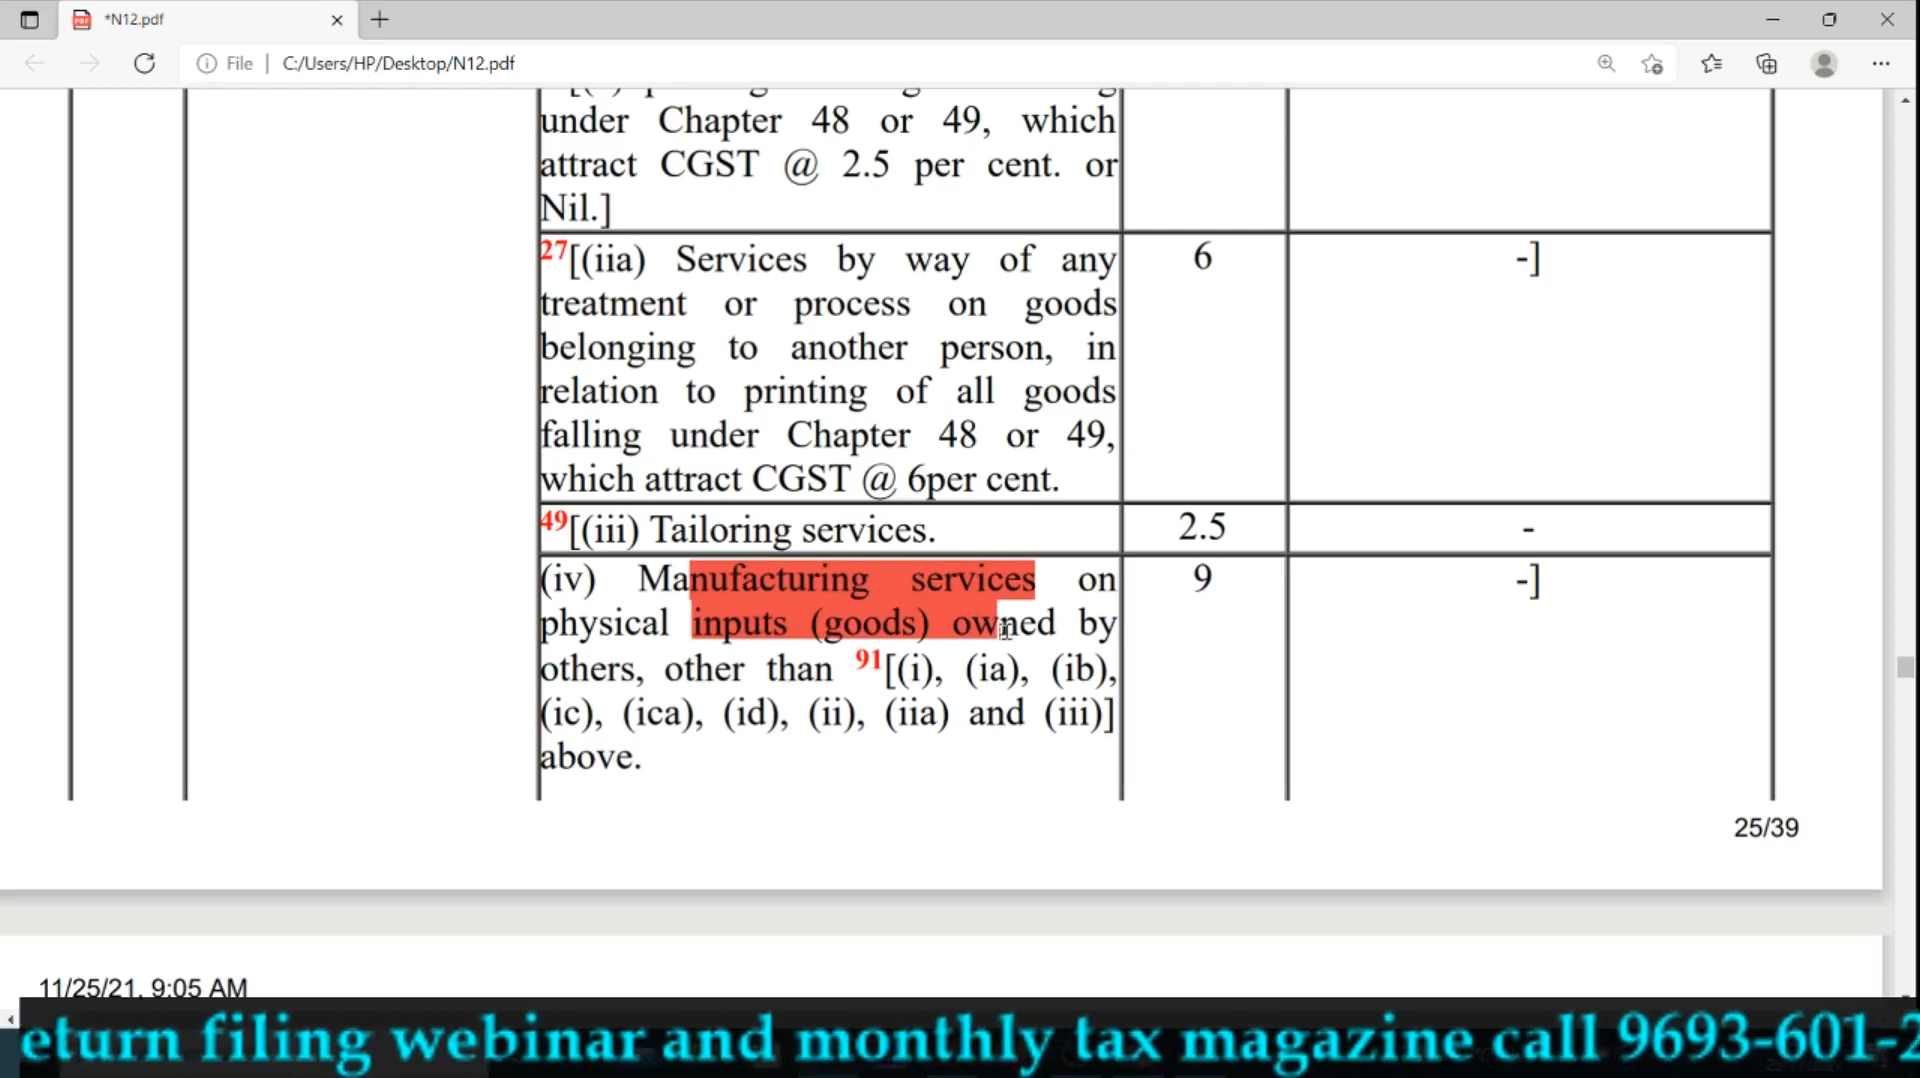 *N12.pdf
File | C:/Users/HP/Desktop/N12.pdf
under Chapter 48 or 49, which
attract CGST @ 2.5 per cent. or
Nil.]
27[(iia) Services by way of any 6 -]
treatment or process on goods
belonging to another person, in
relation to printing of all goods
falling under Chapter 48 or 49,
which attract CGST @ 6per cent.
49[(iii) Tailoring services. 2.5 -
(iv) Manufacturing services on 9 -]
physical inputs (goods) owned by
others, other than 91[(i), (ia), (ib),
(ic), (ica), (id), (ii), (iia) and (iii)]
above.
25/39
11/25/21, 9:05 AM
eturn filing webinar and monthly tax magazine call 9693-601-2